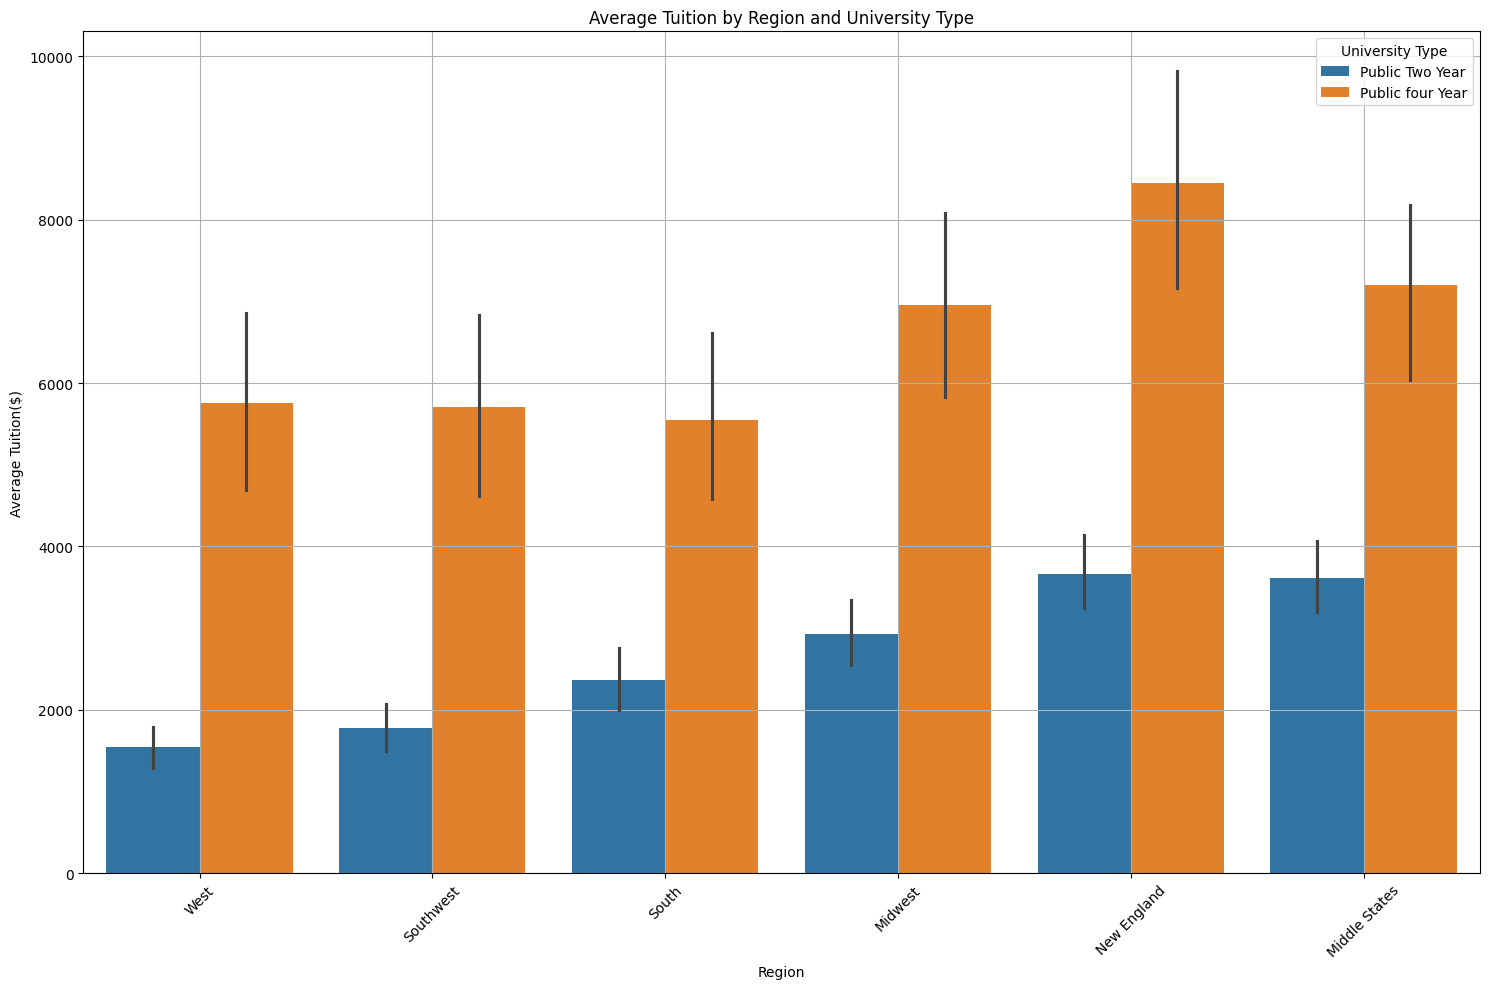 Average Tuition by Region and University Type
University Type
Public Two Year
Public four Year
Average Tuition($)
10000
8000
6000
4000
2000
0
West
Southwest
South
Midwest
New England
Middle States
Region